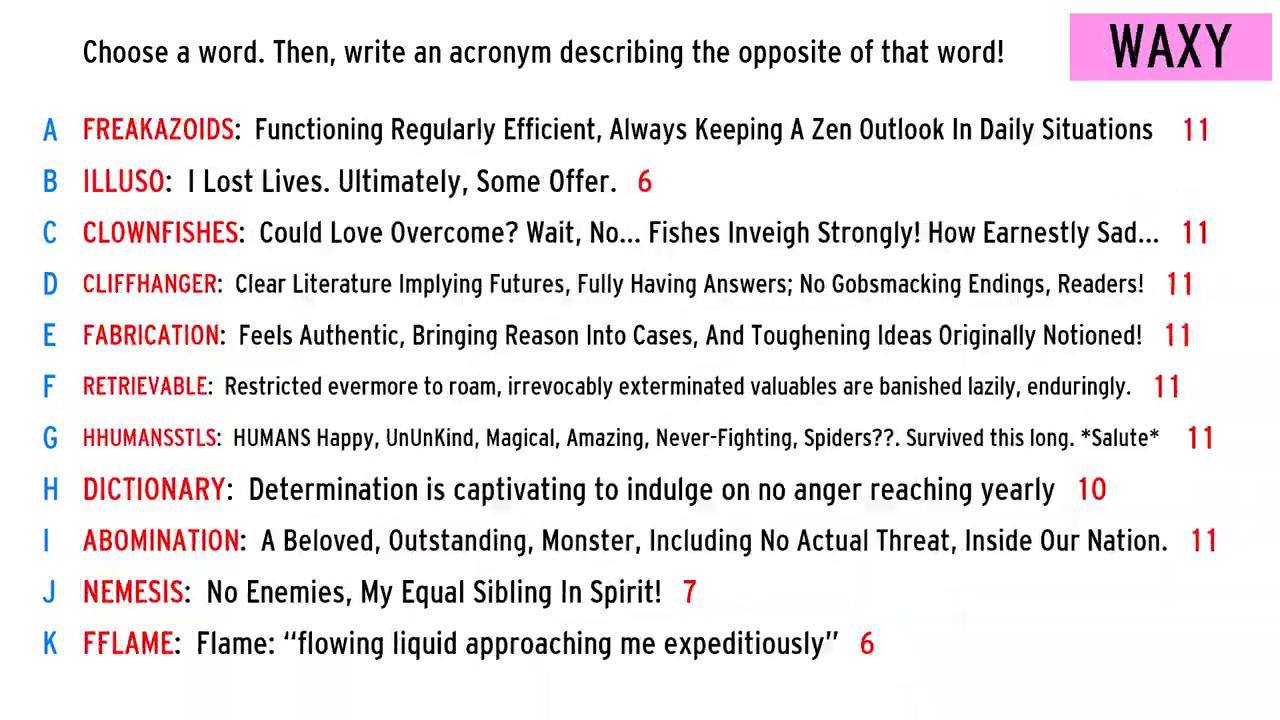 Choose a word. Then, write an acronym describing the opposite of that word!
WAXY
A FREAKAZOIDS: Functioning Regularly Efficient, Always Keeping A Zen Outlook In Daily Situations 11
B ILLUSO: I Lost Lives. Ultimately, Some Offer. 6
C CLOWNFISHES: Could Love Overcome? Wait, No... Fishes Inveigh Strongly! How Earnestly Sad... 11
D CLIFFHANGER: Clear Literature Implying Futures, Fully Having Answers; No Gobsmacking Endings, Readers! 11
E FABRICATION: Feels Authentic, Bringing Reason Into Cases, And Toughening Ideas Originally Notioned! 11
F RETRIEVABLE: Restricted evermore to roam, irrevocably exterminated valuables are banished lazily, enduringly. 11
G HHUMANSSTLS: HUMANS Happy, UnUnKind, Magical, Amazing, Never-Fighting, Spiders??. Survived this long. *Salute* 11
H DICTIONARY: Determination is captivating to indulge on no anger reaching yearly 10
I ABOMINATION: A Beloved, Outstanding, Monster, Including No Actual Threat, Inside Our Nation. 11
J NEMESIS: No Enemies, My Equal Sibling In Spirit! 7
K FFLAME: Flame: “flowing liquid approaching me expeditiously” 6